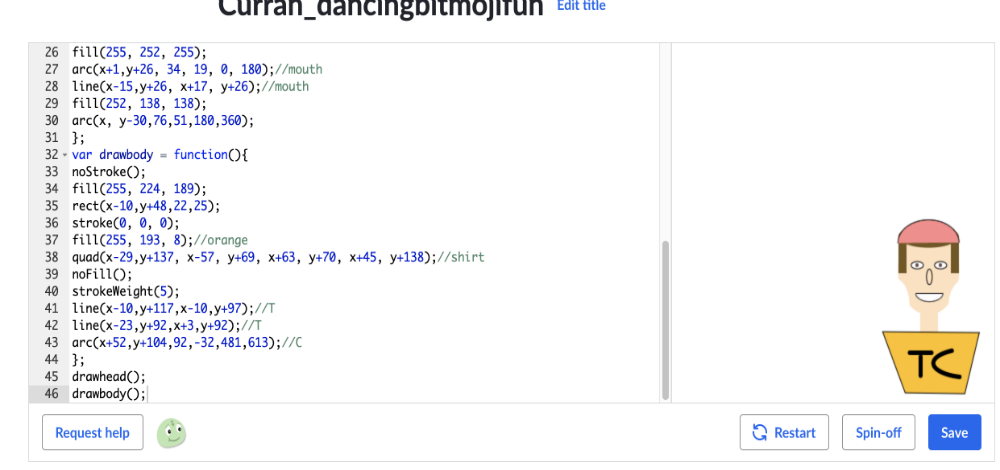 Curran_dancingbitmojifun Edit title
26 fill(255, 252, 255);
27 arc(x+1,y+26, 34, 19, 0, 180);//mouth
28 line(x-15,y+26, x+17, y+26);//mouth
29 fill(252, 138, 138);
30 arc(x, y-30,76,51,180,360);
31 };
32 var drawbody = function(){
33 noStroke();
34 fill(255, 224, 189);
35 rect(x-10,y+48,22,25);
36 stroke(0, 0, 0);
37 fill(255, 193, 8);//orange
38 quad(x-29,y+137, x-57, y+69, x+63, y+70, x+45, y+138);//shirt
39 noFill();
40 strokeWeight(5);
41 line(x-10,y+117,x-10,y+97);//T
42 line(x-23,y+92,x+3,y+92);//T
43 arc(x+52,y+104,92,-32,481,613);//C
44 };
45 drawhead();
46 drawbody();
TC
Request help Restart Spin-off Save